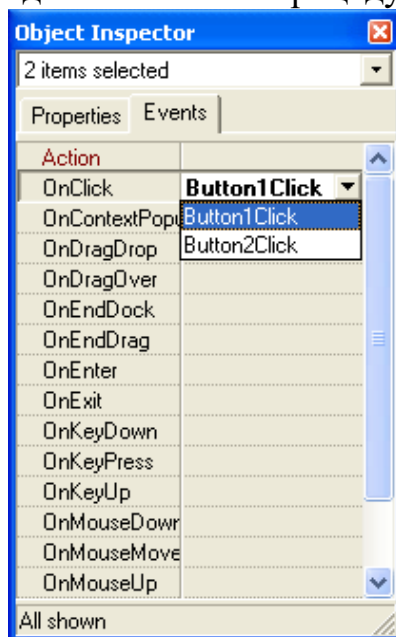 Object Inspector
2 items selected
Properties Events
Action
OnClick Button1Click
Button1Click
Button2Click
OnDragDrop
OnDragOver
OnEndDock
OnEndDrag
OnEnter
OnExit
OnKeyDown
OnKeyPress
OnKeyUp
OnMouseDown
OnMouseMove
OnMouseUp
All shown